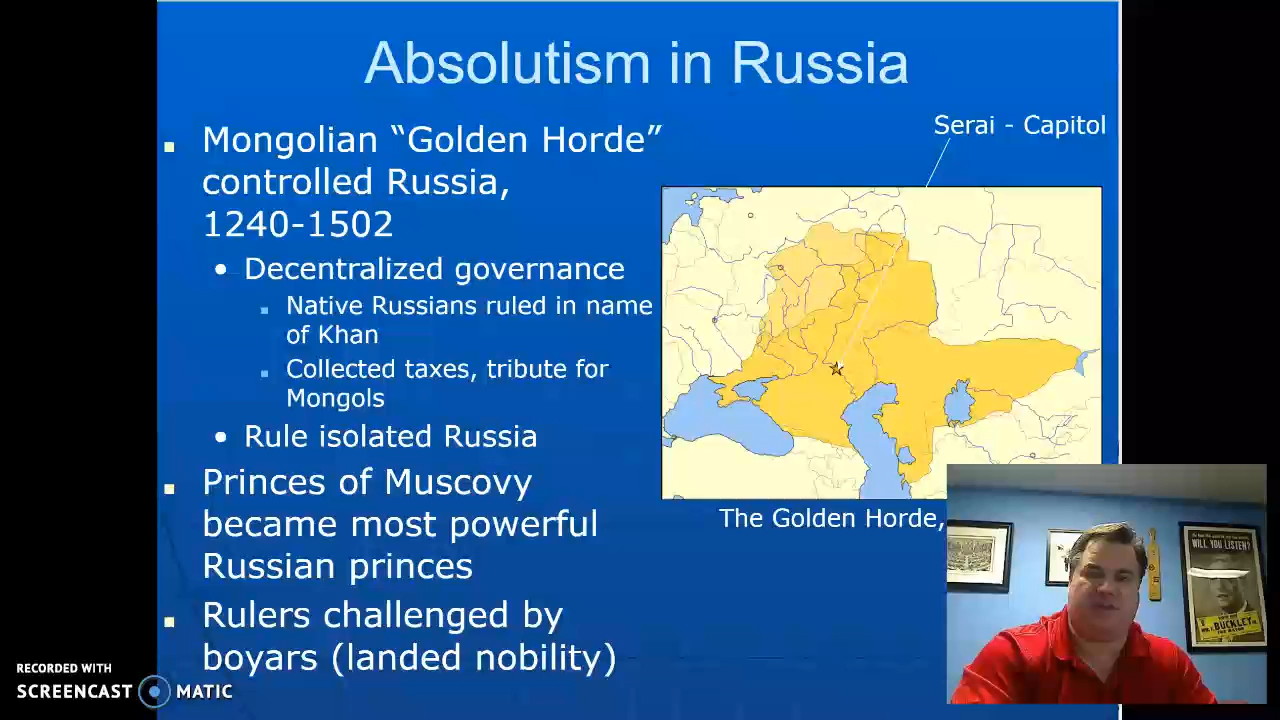 Absolutism in Russia
Mongolian “Golden Horde”
controlled Russia,
1240-1502
Decentralized governance
Native Russians ruled in name
of Khan
Collected taxes, tribute for
Mongols
Rule isolated Russia
Princes of Muscovy
became most powerful
Russian princes
Rulers challenged by
boyars (landed nobility)
Serai - Capitol
The Golden Horde,
WILL YOU LISTEN?
BUCKLEY
RECORDED WITH
SCREENCAST MATIC